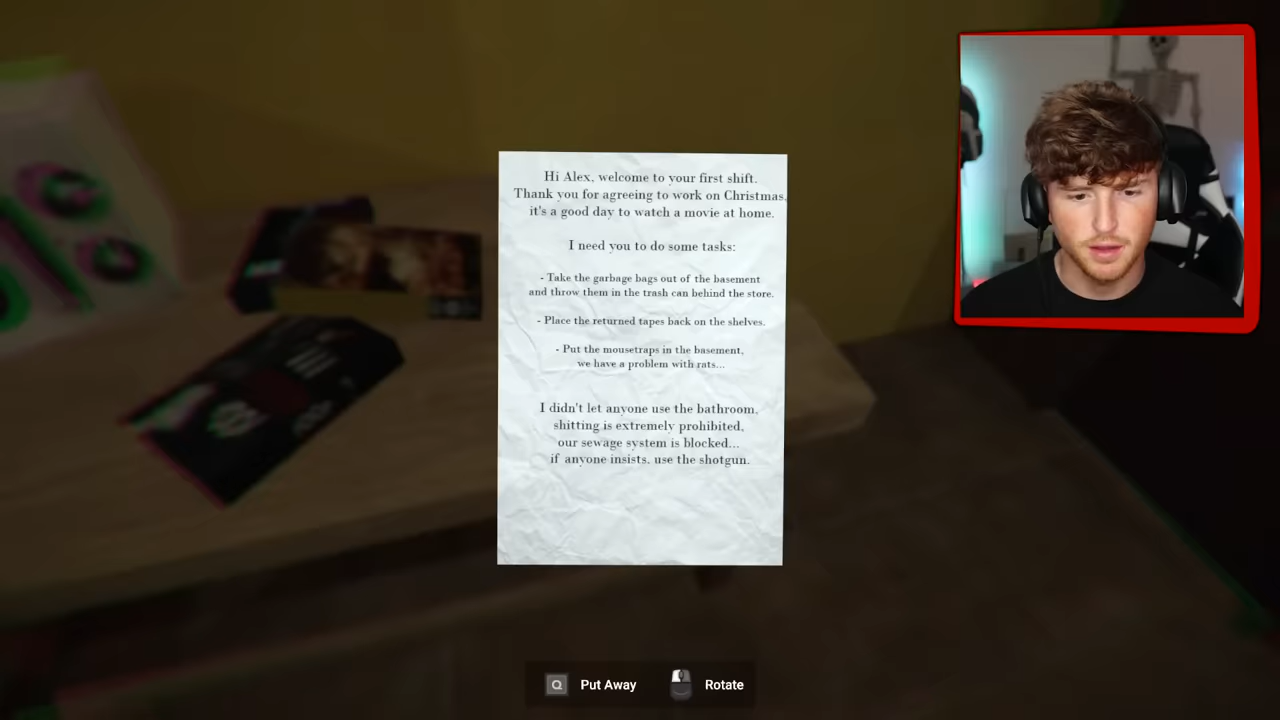 Hi Alex, welcome to your first shift.
Thank you for agreeing to work on Christmas,
it's a good day to watch a movie at home.
I need you to do some tasks:
- Take the garbage bags out of the basement
and throw them in the trash can behind the store.
- Place the returned tapes back on the shelves.
- Put the mousetraps in the basement,
we have a problem with rats...
I didn't let anyone use the bathroom,
shitting is extremely prohibited,
our sewage system is blocked...
if anyone insists. use the shotgun.
Q Put Away Rotate